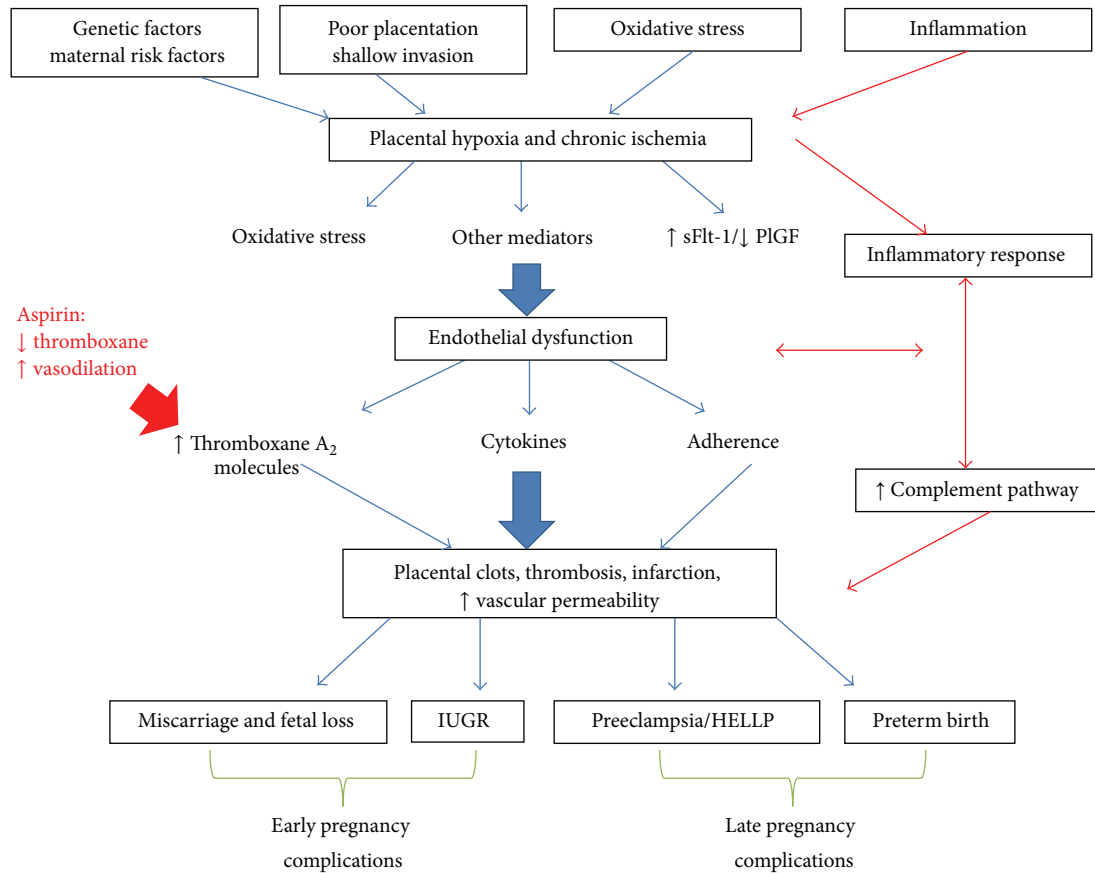 Genetic factors
maternal risk factors
Poor placentation
shallow invasion
Oxidative stress
Inflammation
Placental hypoxia and chronic ischemia
Oxidative stress
Other mediators
↑ sFlt-1/↓ PlGF
Inflammatory response
Aspirin:
↓ thromboxane
↑ vasodilation
Endothelial dysfunction
↑ Thromboxane A₂
molecules
Cytokines
Adherence
↑ Complement pathway
Placental clots, thrombosis, infarction,
↑ vascular permeability
Miscarriage and fetal loss
IUGR
Preeclampsia/HELLP
Preterm birth
Early pregnancy
complications
Late pregnancy
complications